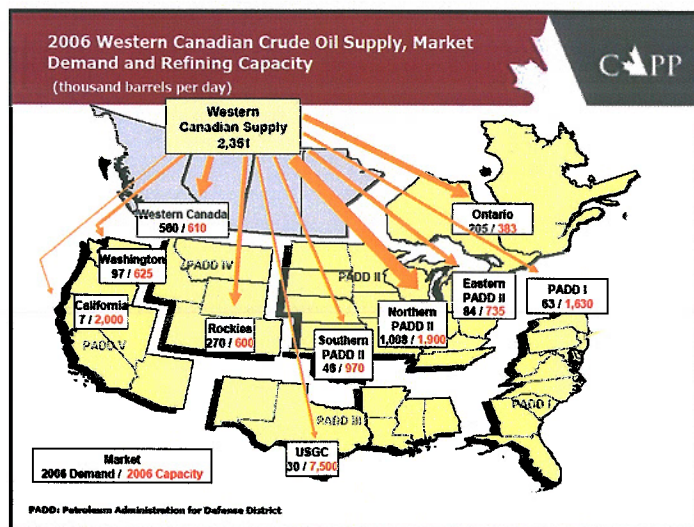 2006 Western Canadian Crude Oil Supply, Market
Demand and Refining Capacity
(thousand barrels per day)
CAPP
Western
Canadian Supply
2,351
Western Canada
560 / 610
Ontario
205 / 383
Washington
97 / 625
PADD IV
PADD II
Eastern
PADD II
84 / 735
PADD I
63 / 1,630
California
7 / 2,000
PADD V
Rockies
270 / 600
Northern
PADD II
1,008 / 1,900
Southern
PADD II
46 / 970
PADD III
PADD I
USGC
30 / 7,500
Market
2006 Demand / 2006 Capacity
PADD: Petroleum Administration for Defense District